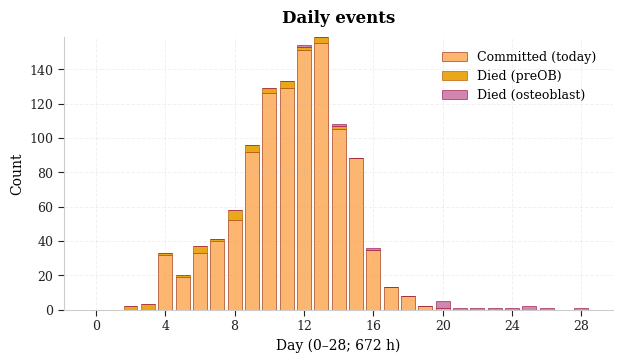 Daily events
Committed (today)
Died (preOB)
Died (osteoblast)
Count
140
120
100
80
60
40
20
0
0 4 8 12 16 20 24 28
Day (0–28; 672 h)